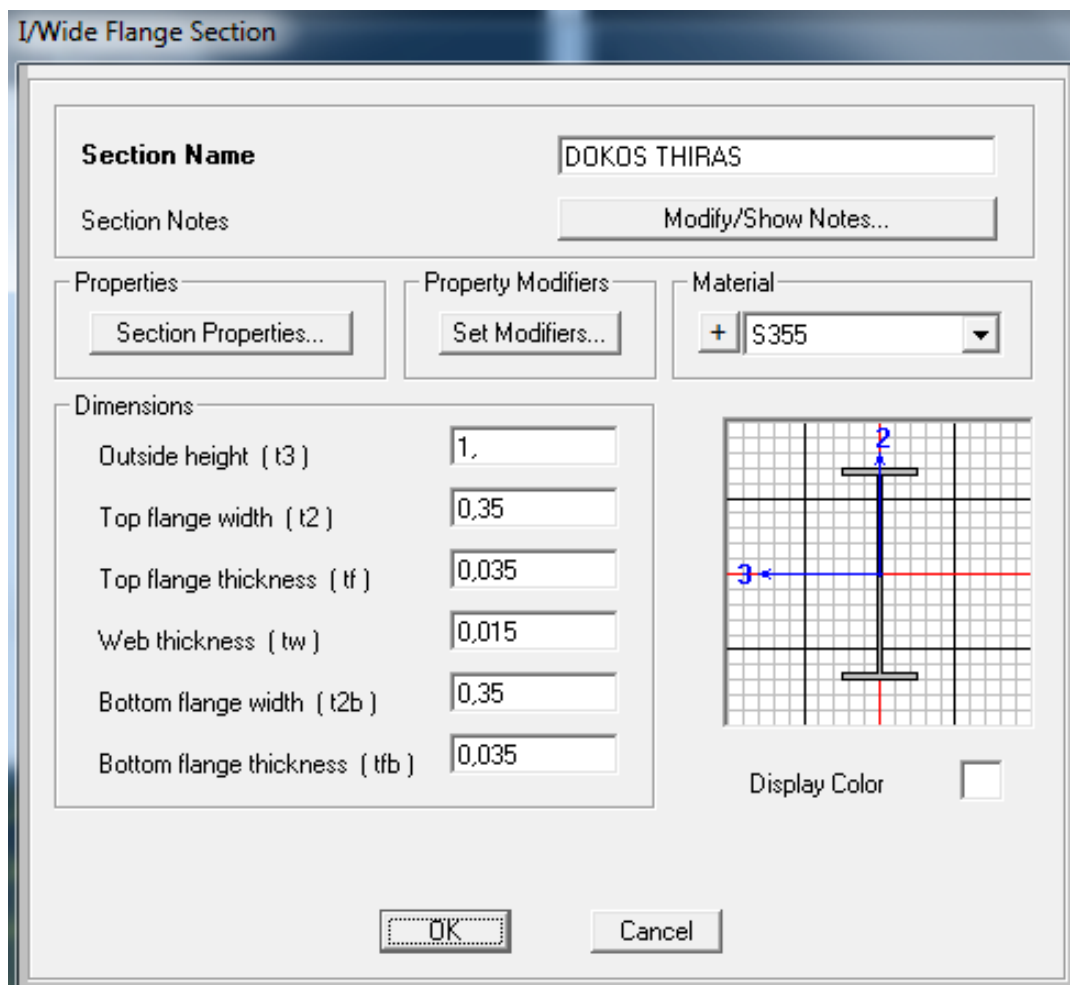 I/Wide Flange Section
Section Name DOKOS THIRAS
Section Notes Modify/Show Notes...
Properties Property Modifiers Material
Section Properties... Set Modifiers... + S355
Dimensions
Outside height ( t3 ) 1,
Top flange width ( t2 ) 0,35
Top flange thickness ( tf ) 0,035
Web thickness ( tw ) 0,015
Bottom flange width ( t2b ) 0,35
Bottom flange thickness ( tfb ) 0,035
2
3
Display Color
OK Cancel